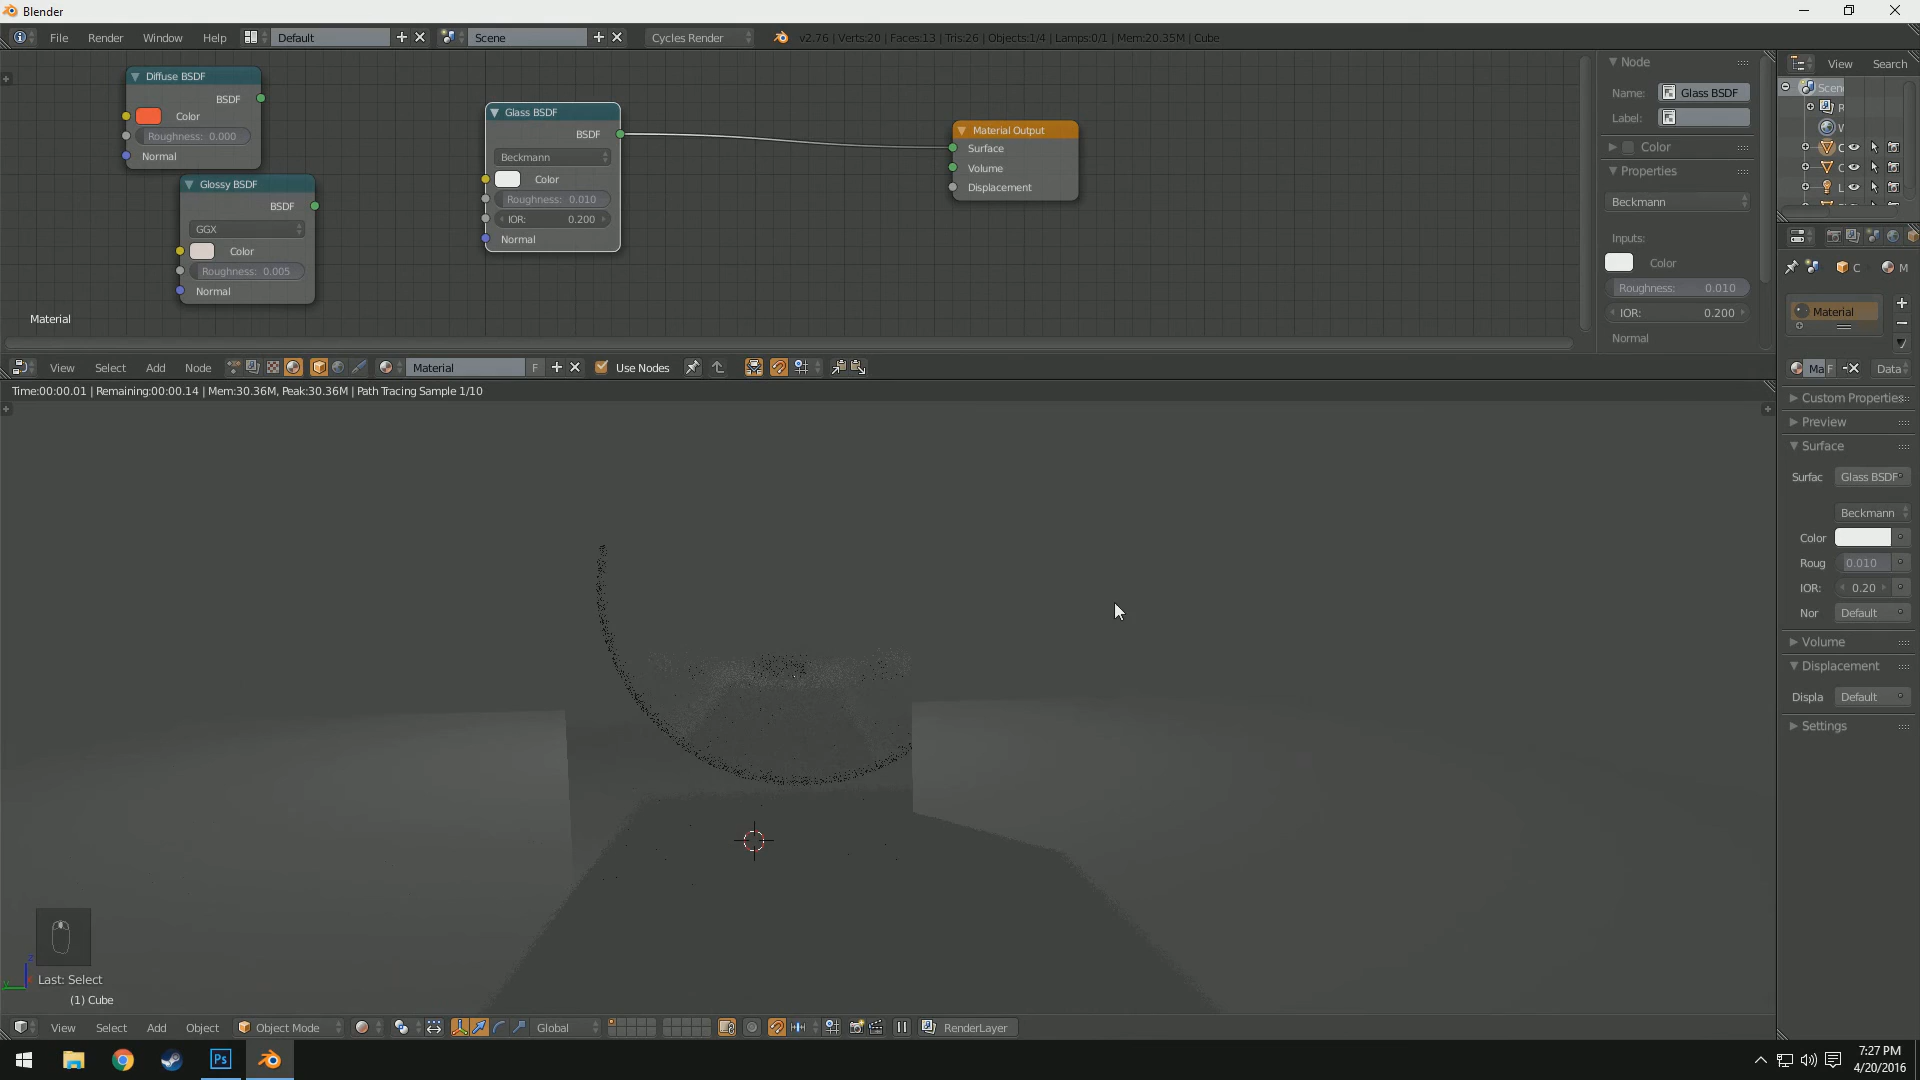 Blender
File Render Window Help Default Scene Cycles Render v2.76 | Verts:20 | Faces:13 | Tris:26 | Objects:1/4 | Lamps:0/1 | Mem:20.35M | Cube
Diffuse BSDF
BSDF
Color
Roughness: 0.000
Normal
Glossy BSDF
BSDF
GGX
Color
Roughness: 0.005
Normal
Glass BSDF
BSDF
Beckmann
Color
Roughness: 0.010
IOR: 0.200
Normal
Material Output
Surface
Volume
Displacement
Material
Node
Name: Glass BSDF
Label:
Color
Properties
Beckmann
Inputs:
Color
Roughness: 0.010
IOR: 0.200
Normal
View Search
Scen
R
W
C
C
L
View Select Add Node Material F Use Nodes
Time:00:00.01 | Remaining:00:00.14 | Mem:30.36M, Peak:30.36M | Path Tracing Sample 1/10
C M
Material
Ma F Data
Custom Properties
Preview
Surface
Surfac Glass BSDF
Beckmann
Color
Roug 0.010
IOR: 0.20
Nor Default
Volume
Displacement
Displa Default
Settings
z
y
Last: Select
(1) Cube
View Select Add Object Object Mode Global RenderLayer
Ps
7:27 PM
4/20/2016